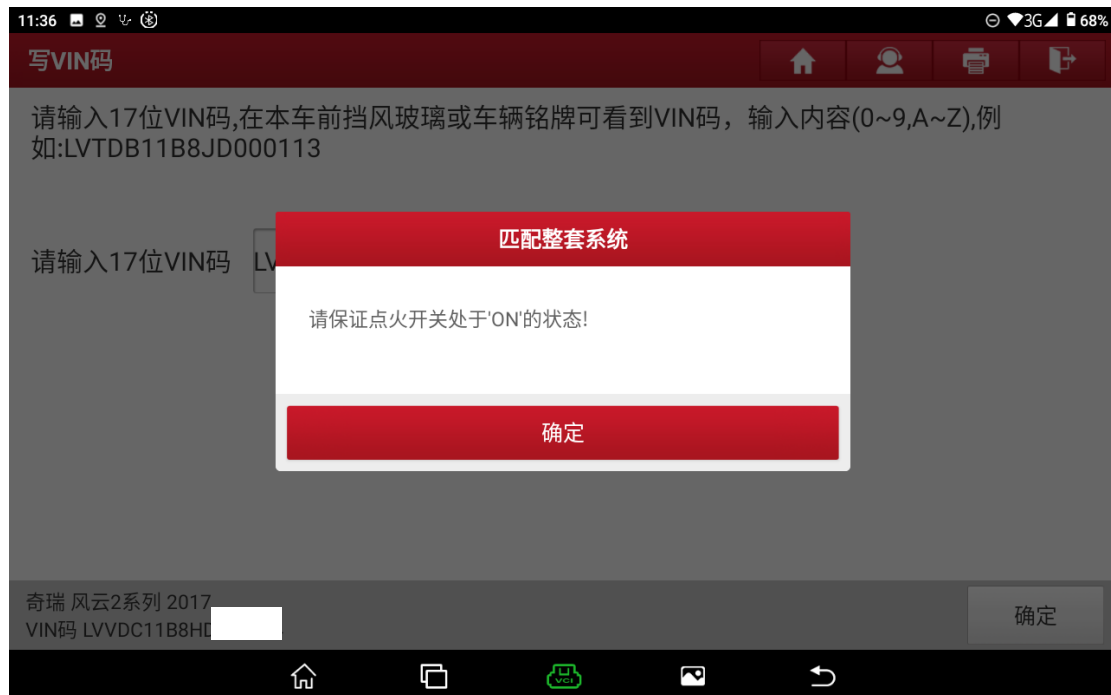 11:36
3G 68%
写VIN码
请输入17位VIN码,在本车前挡风玻璃或车辆铭牌可看到VIN码，输入内容(0~9,A~Z),例
如:LVTDB11B8JD000113
匹配整套系统
请输入17位VIN码 LV
请保证点火开关处于'ON'的状态!
确定
奇瑞 风云2系列 2017
VIN码 LVVDC11B8HD
确定
VCI